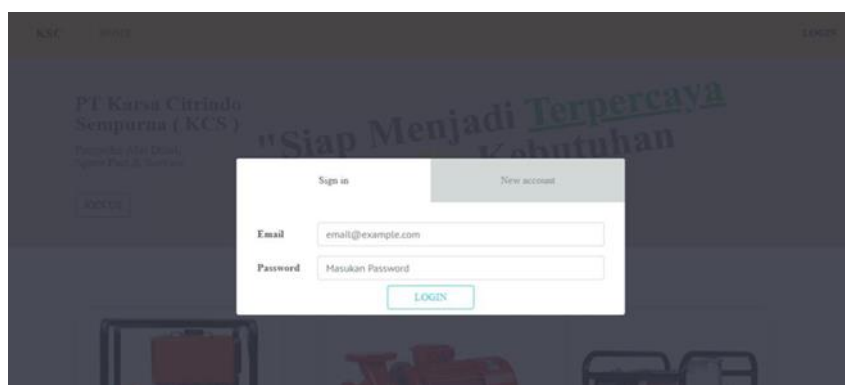 KSC
LOGIN
PT Karsa Citrindo
Sempurna ( KCS )
"Siap Menjadi Terpercaya
Kebutuhan
Sign in
New account
Email
email@example.com
Password
Masukan Password
LOGIN